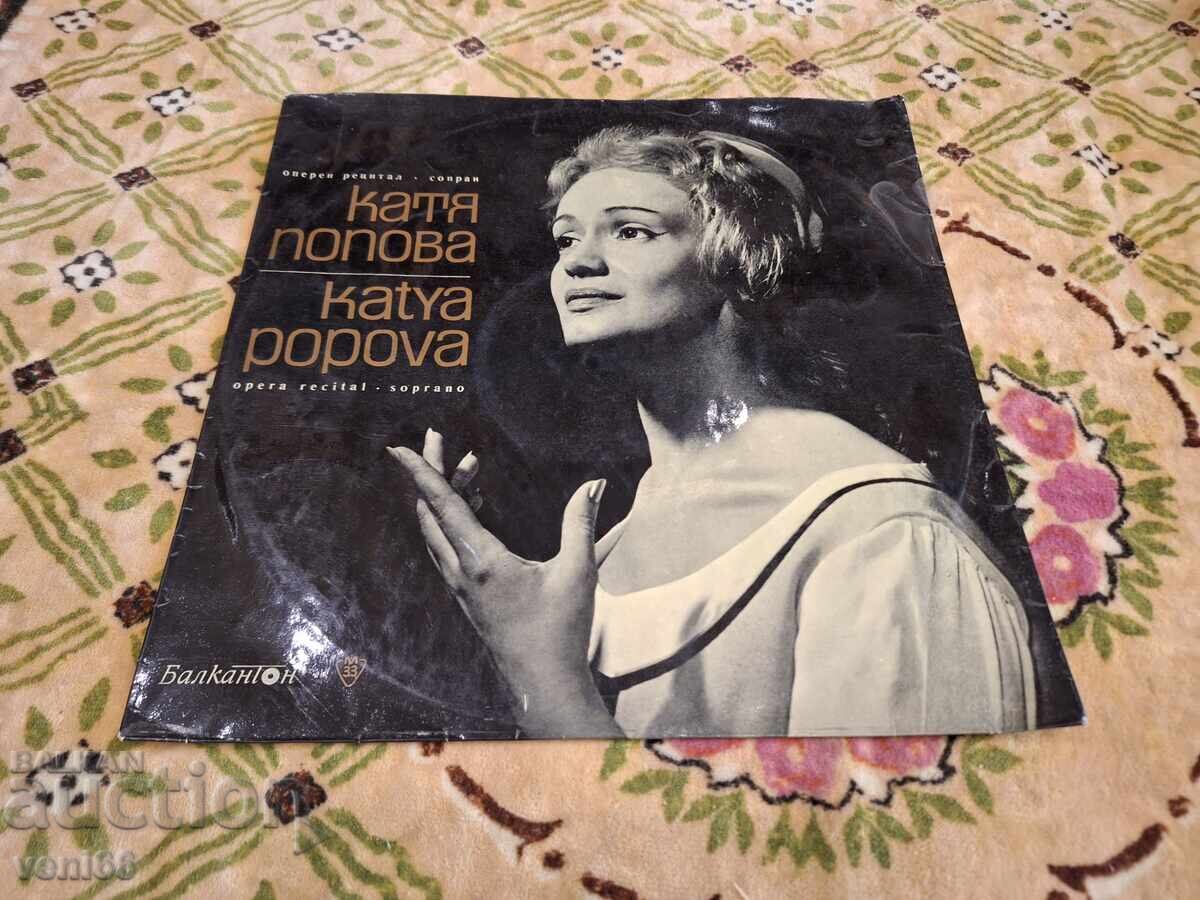 оперен рецитал · сопран
Катя
попова
Katya
popova
opera recital · soprano
Балкантон
М
33
BALKAN
auction
veni66